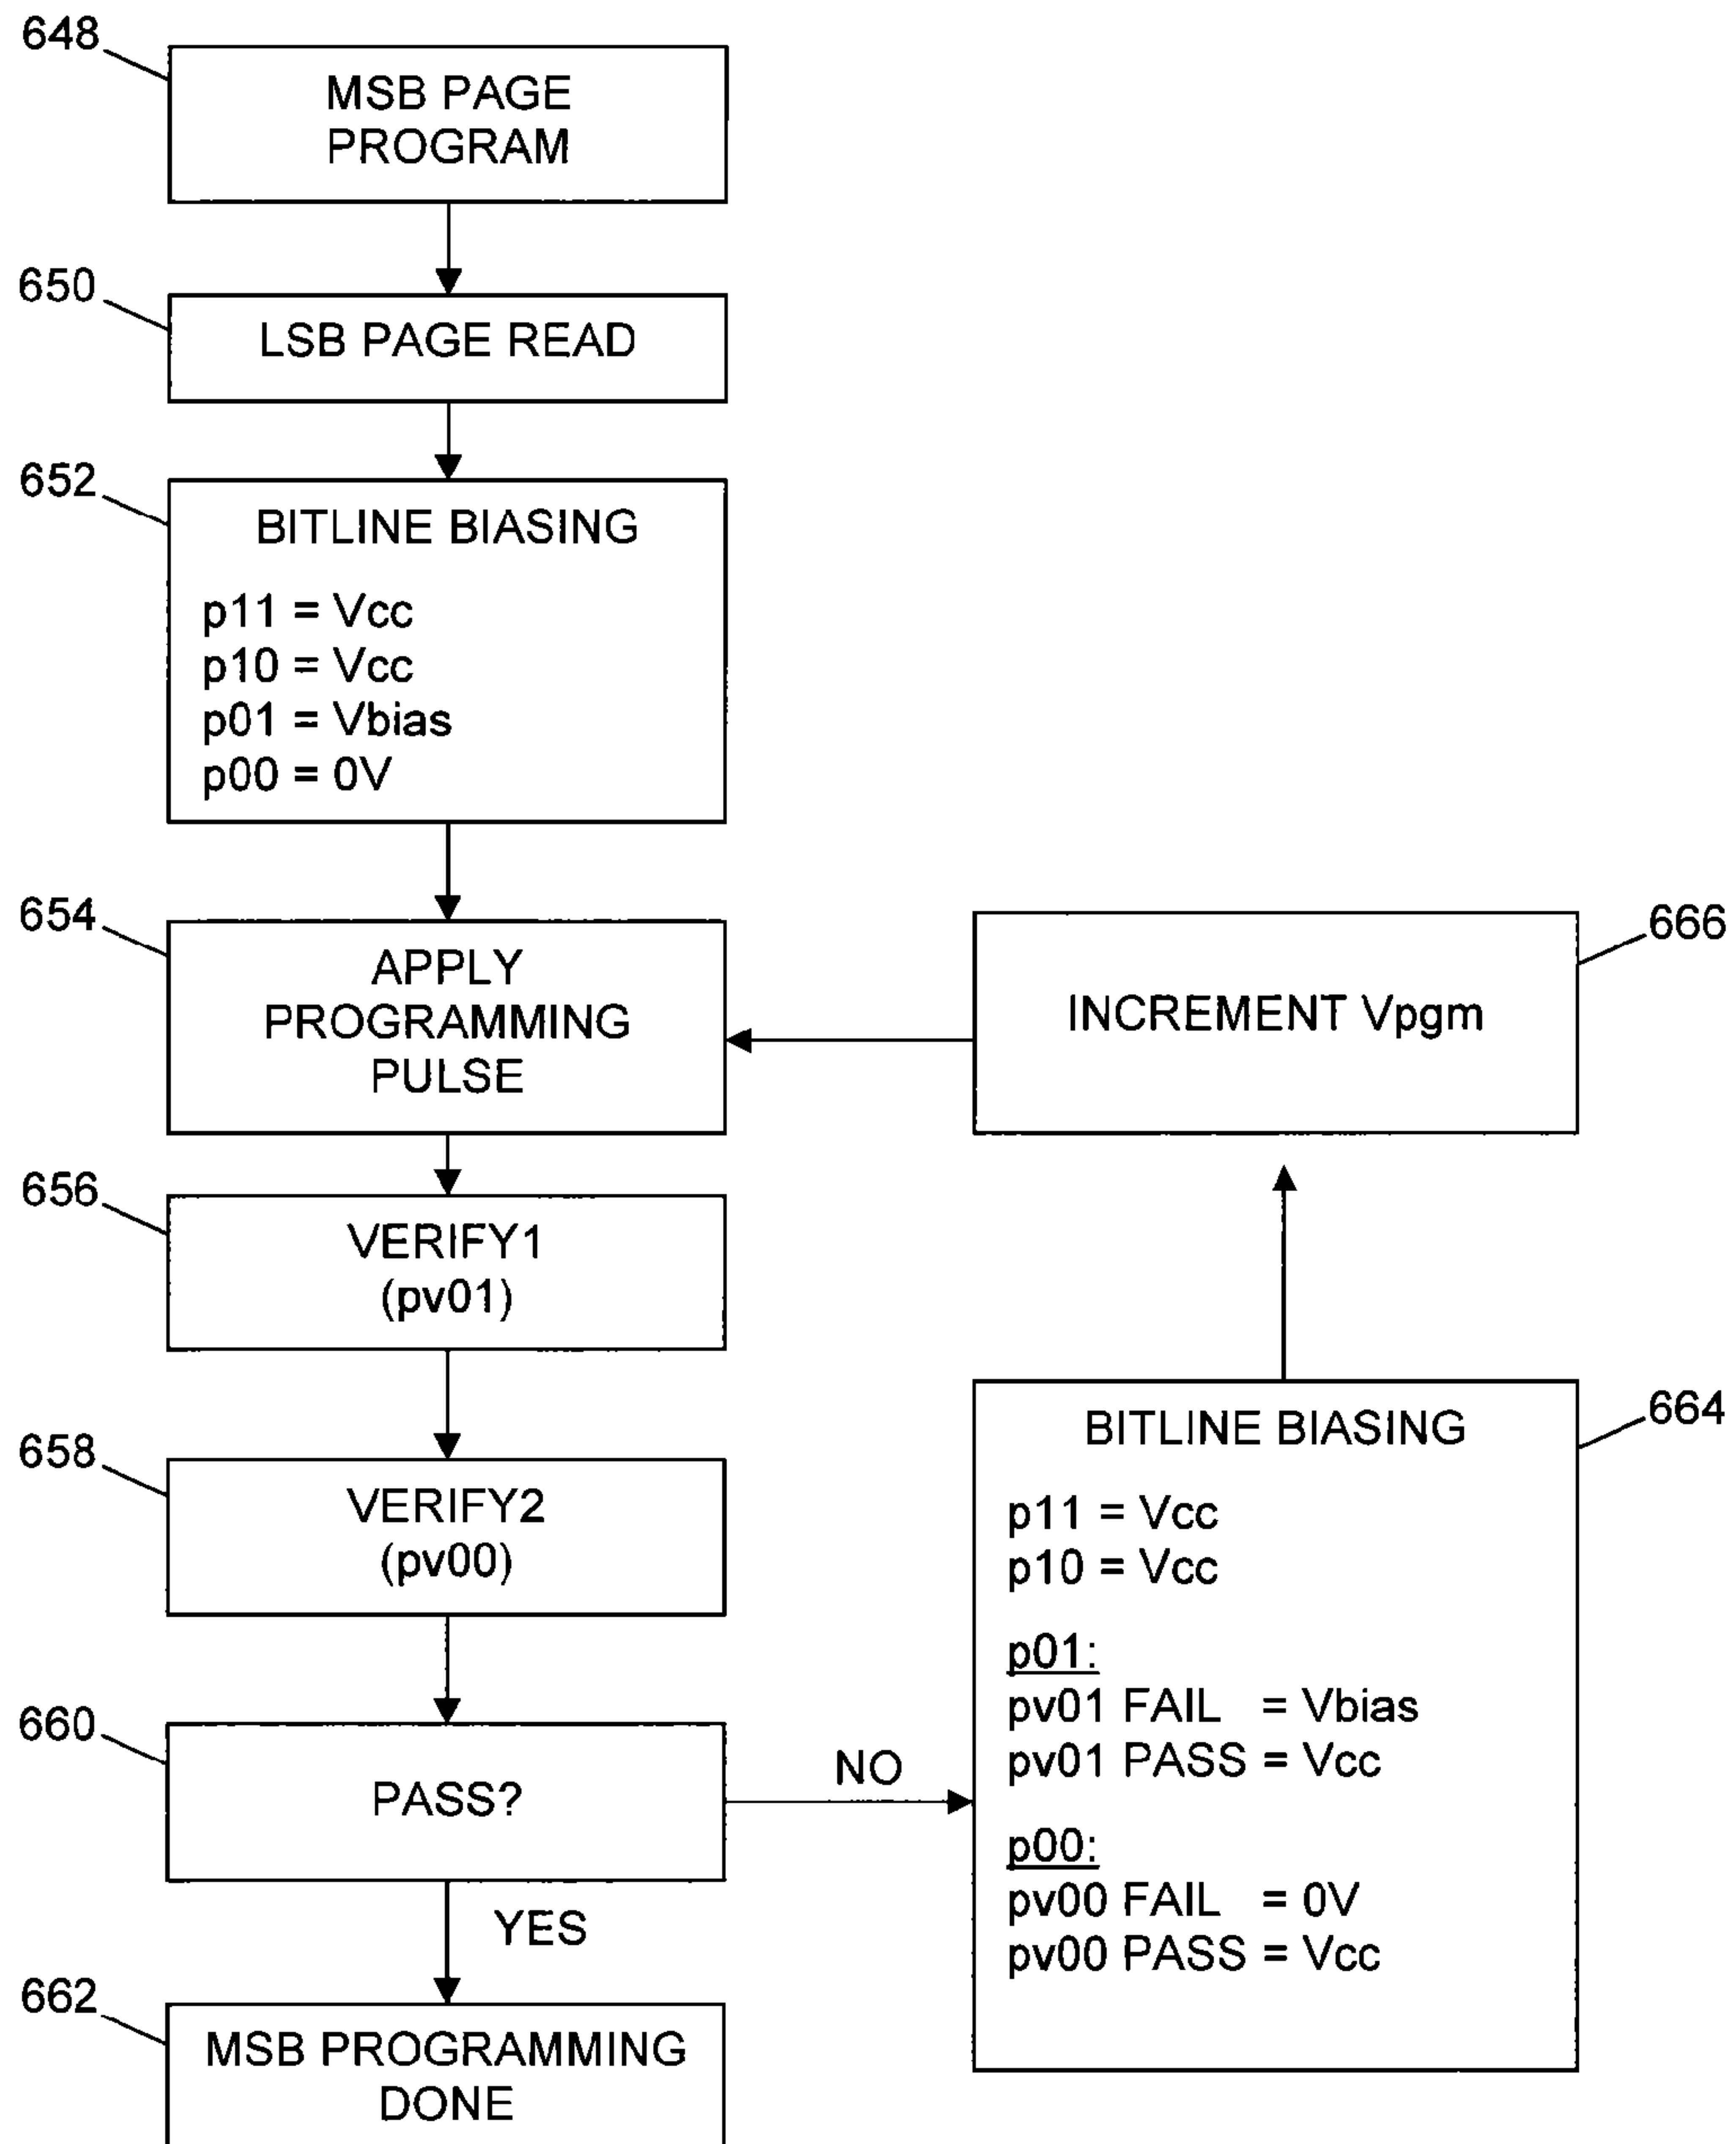 648
MSB PAGE
PROGRAM
650
LSB PAGE READ
652
BITLINE BIASING
p11 = Vcc
p10 = Vcc
p01 = Vbias
p00 = 0V
654
APPLY
PROGRAMMING
PULSE
666
INCREMENT Vpgm
656
VERIFY1
(pv01)
658
VERIFY2
(pv00)
660
PASS?
NO
YES
664
BITLINE BIASING
p11 = Vcc
p10 = Vcc
p01:
pv01 FAIL = Vbias
pv01 PASS = Vcc
p00:
pv00 FAIL = 0V
pv00 PASS = Vcc
662
MSB PROGRAMMING
DONE